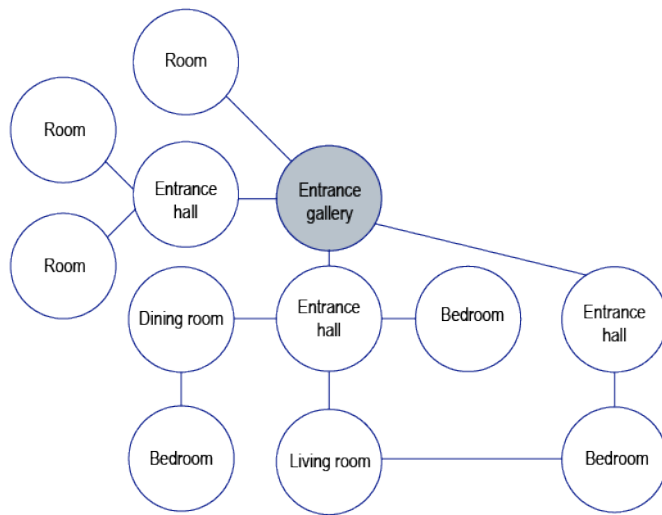 Room
Room
Entrance
hall
Entrance
gallery
Room
Dining room
Entrance
hall
Bedroom
Entrance
hall
Bedroom
Living room
Bedroom